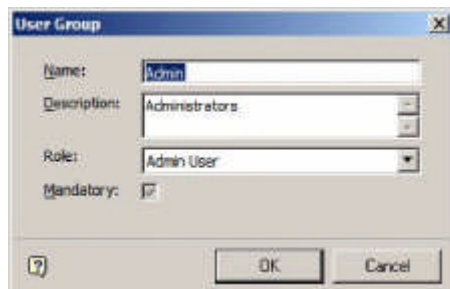 User Group
Name: Admin
Description: Administrators
Role: Admin User
Mandatory:
OK Cancel